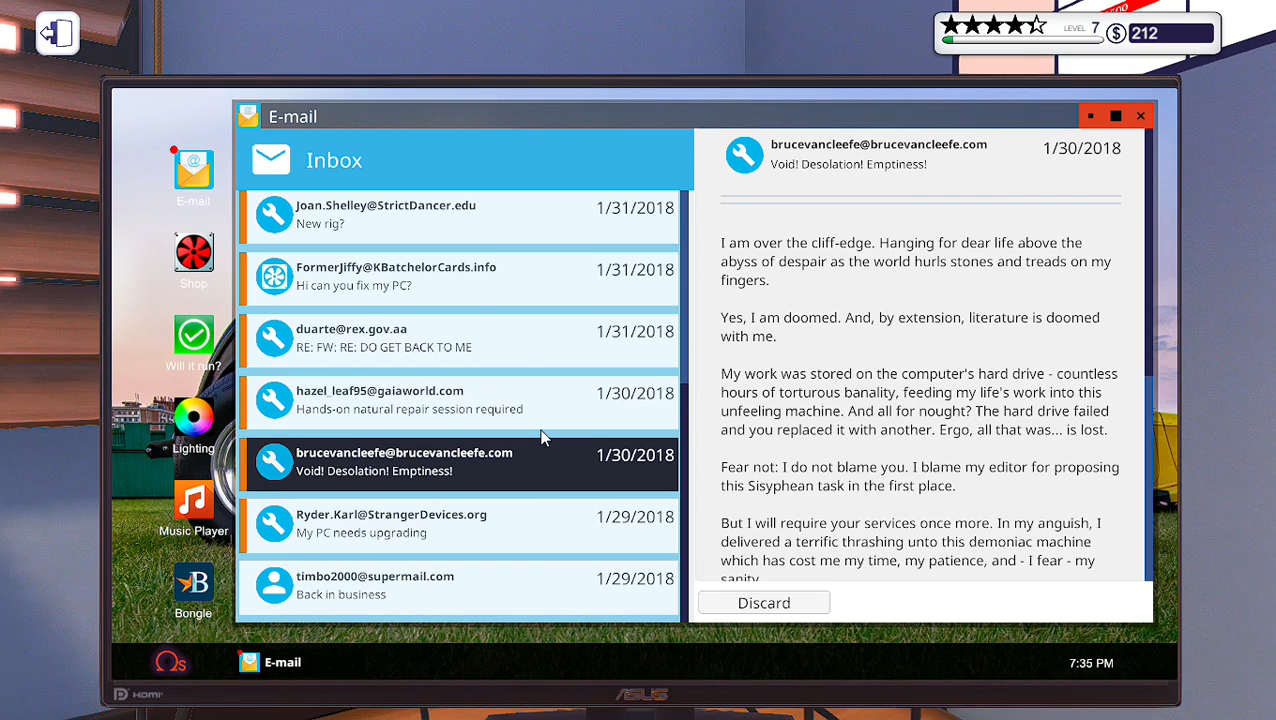 LEVEL 7
$ 212
E-mail
Inbox
Joan.Shelley@StrictDancer.edu
1/31/2018
New rig?
FormerJiffy@KBatchelorCards.info
1/31/2018
Hi can you fix my PC?
duarte@rex.gov.aa
1/31/2018
RE: FW: RE: DO GET BACK TO ME
hazel_leaf95@gaiaworld.com
1/30/2018
Hands-on natural repair session required
brucevancleefe@brucevancleefe.com
1/30/2018
Void! Desolation! Emptiness!
Ryder.Karl@StrangerDevices.org
1/29/2018
My PC needs upgrading
timbo2000@supermail.com
1/29/2018
Back in business
brucevancleefe@brucevancleefe.com
1/30/2018
Void! Desolation! Emptiness!
I am over the cliff-edge. Hanging for dear life above the
abyss of despair as the world hurls stones and treads on my
fingers.
Yes, I am doomed. And, by extension, literature is doomed
with me.
My work was stored on the computer's hard drive - countless
hours of torturous banality, feeding my life's work into this
unfeeling machine. And all for nought? The hard drive failed
and you replaced it with another. Ergo, all that was... is lost.
Fear not: I do not blame you. I blame my editor for proposing
this Sisyphean task in the first place.
But I will require your services once more. In my anguish, I
delivered a terrific thrashing unto this demoniac machine
which has cost me my time, my patience, and - I fear - my
sanity
Discard
E-mail
Shop
Will it run?
Lighting
Music Player
B
Bongle
Ωs
E-mail
7:35 PM
HDMI
ASUS